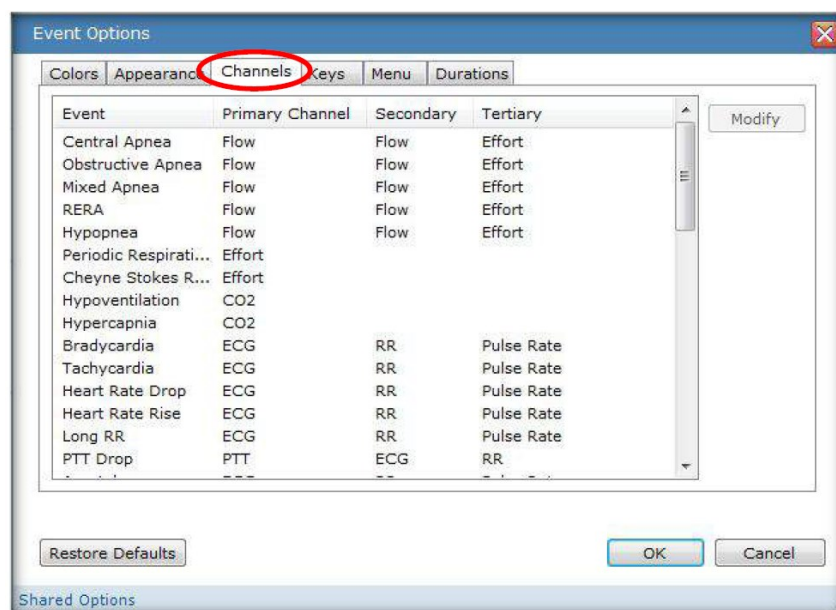 Event Options
Colors Appearance Channels Keys Menu Durations
Event Primary Channel Secondary Tertiary
Modify
Central Apnea Flow Flow Effort
Obstructive Apnea Flow Flow Effort
Mixed Apnea Flow Flow Effort
RERA Flow Flow Effort
Hypopnea Flow Flow Effort
Periodic Respirati... Effort
Cheyne Stokes R... Effort
Hypoventilation CO2
Hypercapnia CO2
Bradycardia ECG RR Pulse Rate
Tachycardia ECG RR Pulse Rate
Heart Rate Drop ECG RR Pulse Rate
Heart Rate Rise ECG RR Pulse Rate
Long RR ECG RR Pulse Rate
PTT Drop PTT ECG RR
Restore Defaults OK Cancel
Shared Options